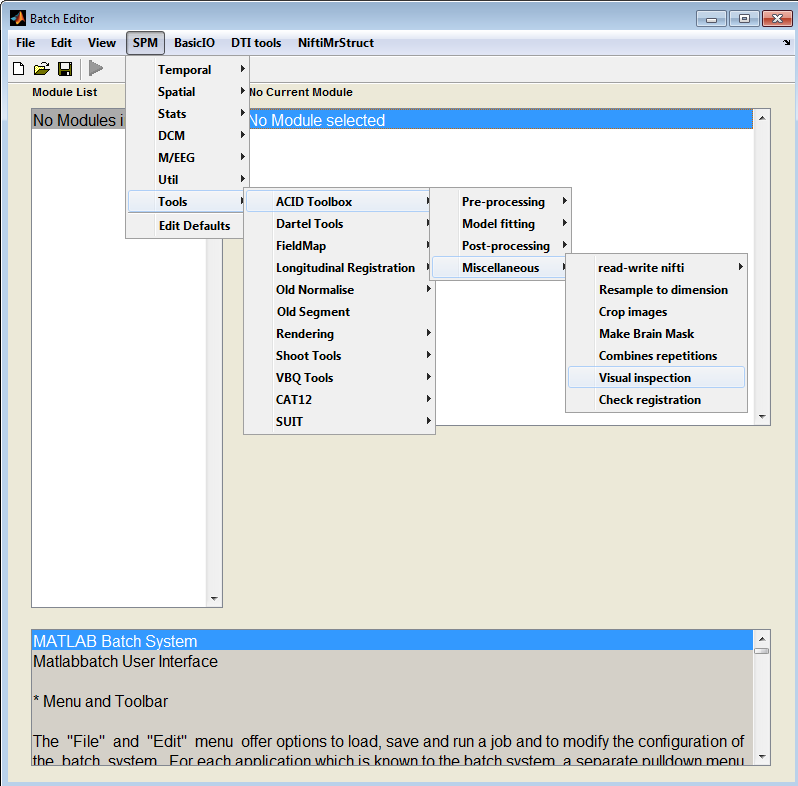 Batch Editor
File Edit View SPM BasicIO DTI tools NiftiMrStruct
Module List
No Current Module
No Modules i
No Module selected
Temporal
Spatial
Stats
DCM
M/EEG
Util
Tools
Edit Defaults
ACID Toolbox
Dartel Tools
FieldMap
Longitudinal Registration
Old Normalise
Old Segment
Rendering
Shoot Tools
VBQ Tools
CAT12
SUIT
Pre-processing
Model fitting
Post-processing
Miscellaneous
read-write nifti
Resample to dimension
Crop images
Make Brain Mask
Combines repetitions
Visual inspection
Check registration
MATLAB Batch System
Matlabbatch User Interface
* Menu and Toolbar
The "File" and "Edit" menu offer options to load, save and run a job and to modify the configuration of
the batch system. For each application which is known to the batch system, a separate pulldown menu